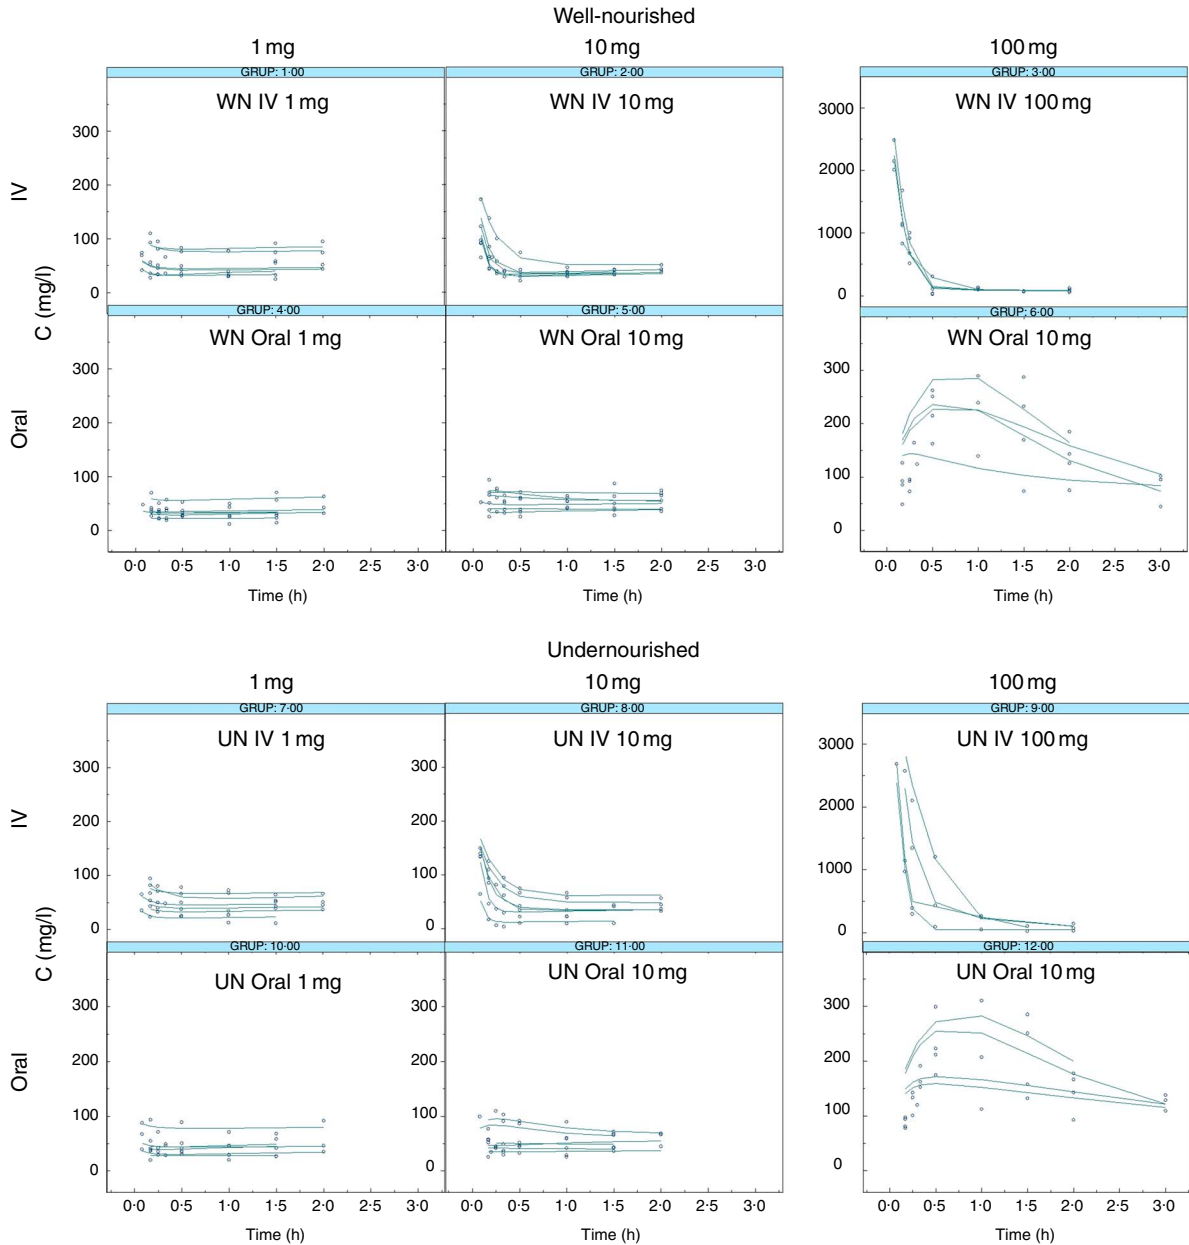 Well-nourished
1 mg
10 mg
100 mg
GRUP: 1·00
GRUP: 2·00
GRUP: 3·00
WN IV 1 mg
WN IV 10 mg
WN IV 100 mg
300
200
100
0
3000
2000
1000
0
IV
C (mg/l)
GRUP: 4·00
GRUP: 5·00
GRUP: 6·00
WN Oral 1 mg
WN Oral 10 mg
WN Oral 10 mg
300
200
100
0
300
200
100
0
Oral
0·0 0·5 1·0 1·5 2·0 2·5 3·0
0·0 0·5 1·0 1·5 2·0 2·5 3·0
0·0 0·5 1·0 1·5 2·0 2·5 3·0
Time (h)
Time (h)
Time (h)
Undernourished
1 mg
10 mg
100 mg
GRUP: 7·00
GRUP: 8·00
GRUP: 9·00
UN IV 1 mg
UN IV 10 mg
UN IV 100 mg
300
200
100
0
300
200
100
0
3000
2000
1000
0
IV
C (mg/l)
GRUP: 10·00
GRUP: 11·00
GRUP: 12·00
UN Oral 1 mg
UN Oral 10 mg
UN Oral 10 mg
300
200
100
0
300
200
100
0
300
200
100
0
Oral
0·0 0·5 1·0 1·5 2·0 2·5 3·0
0·0 0·5 1·0 1·5 2·0 2·5 3·0
0·0 0·5 1·0 1·5 2·0 2·5 3·0
Time (h)
Time (h)
Time (h)